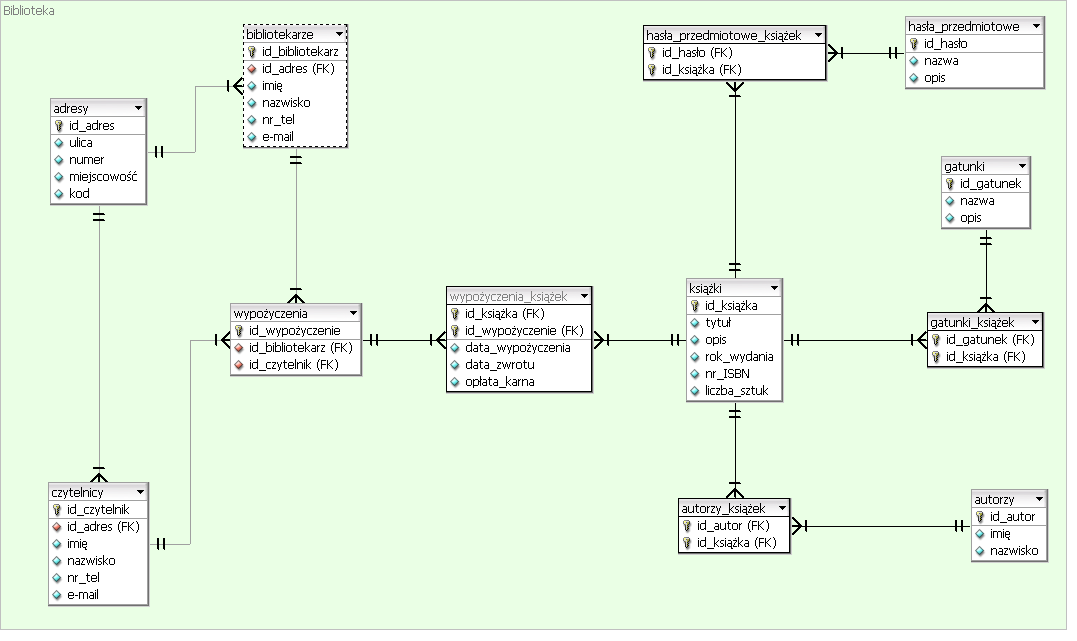 Biblioteka
bibliotekarze
id_bibliotekarz
id_adres (FK)
imię
nazwisko
nr_tel
e-mail
hasła_przedmiotowe_książek
id_hasło (FK)
id_książka (FK)
hasła_przedmiotowe
id_hasło
nazwa
opis
adresy
id_adres
ulica
numer
miejscowość
kod
gatunki
id_gatunek
nazwa
opis
wypożyczenia
id_wypożyczenie
id_bibliotekarz (FK)
id_czytelnik (FK)
wypożyczenia_książek
id_książka (FK)
id_wypożyczenie (FK)
data_wypożyczenia
data_zwrotu
opłata_karna
książki
id_książka
tytuł
opis
rok_wydania
nr_ISBN
liczba_sztuk
gatunki_książek
id_gatunek (FK)
id_książka (FK)
czytelnicy
id_czytelnik
id_adres (FK)
imię
nazwisko
nr_tel
e-mail
autorzy_książek
id_autor (FK)
id_książka (FK)
autorzy
id_autor
imię
nazwisko